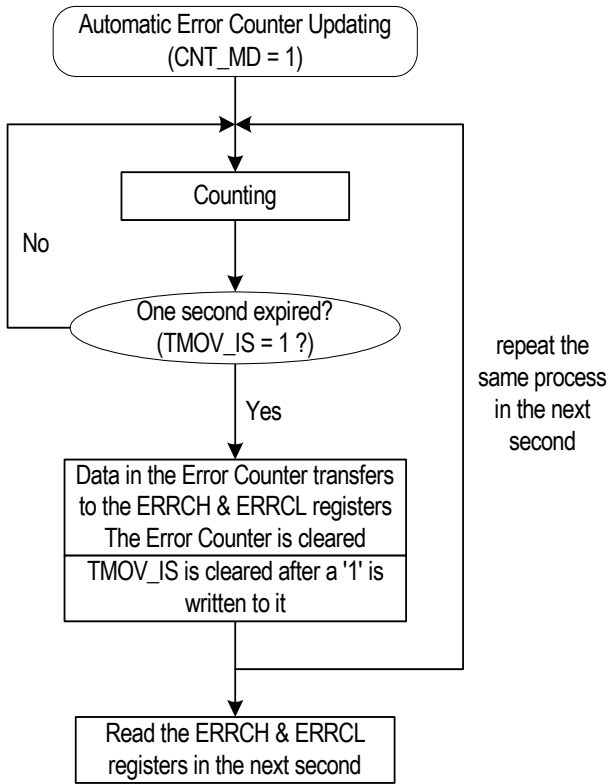 Automatic Error Counter Updating
(CNT_MD = 1)
Counting
No
One second expired?
(TMOV_IS = 1 ?)
repeat the
same process
in the next
second
Yes
Data in the Error Counter transfers
to the ERRCH & ERRCL registers
The Error Counter is cleared
TMOV_IS is cleared after a '1' is
written to it
Read the ERRCH & ERRCL
registers in the next second